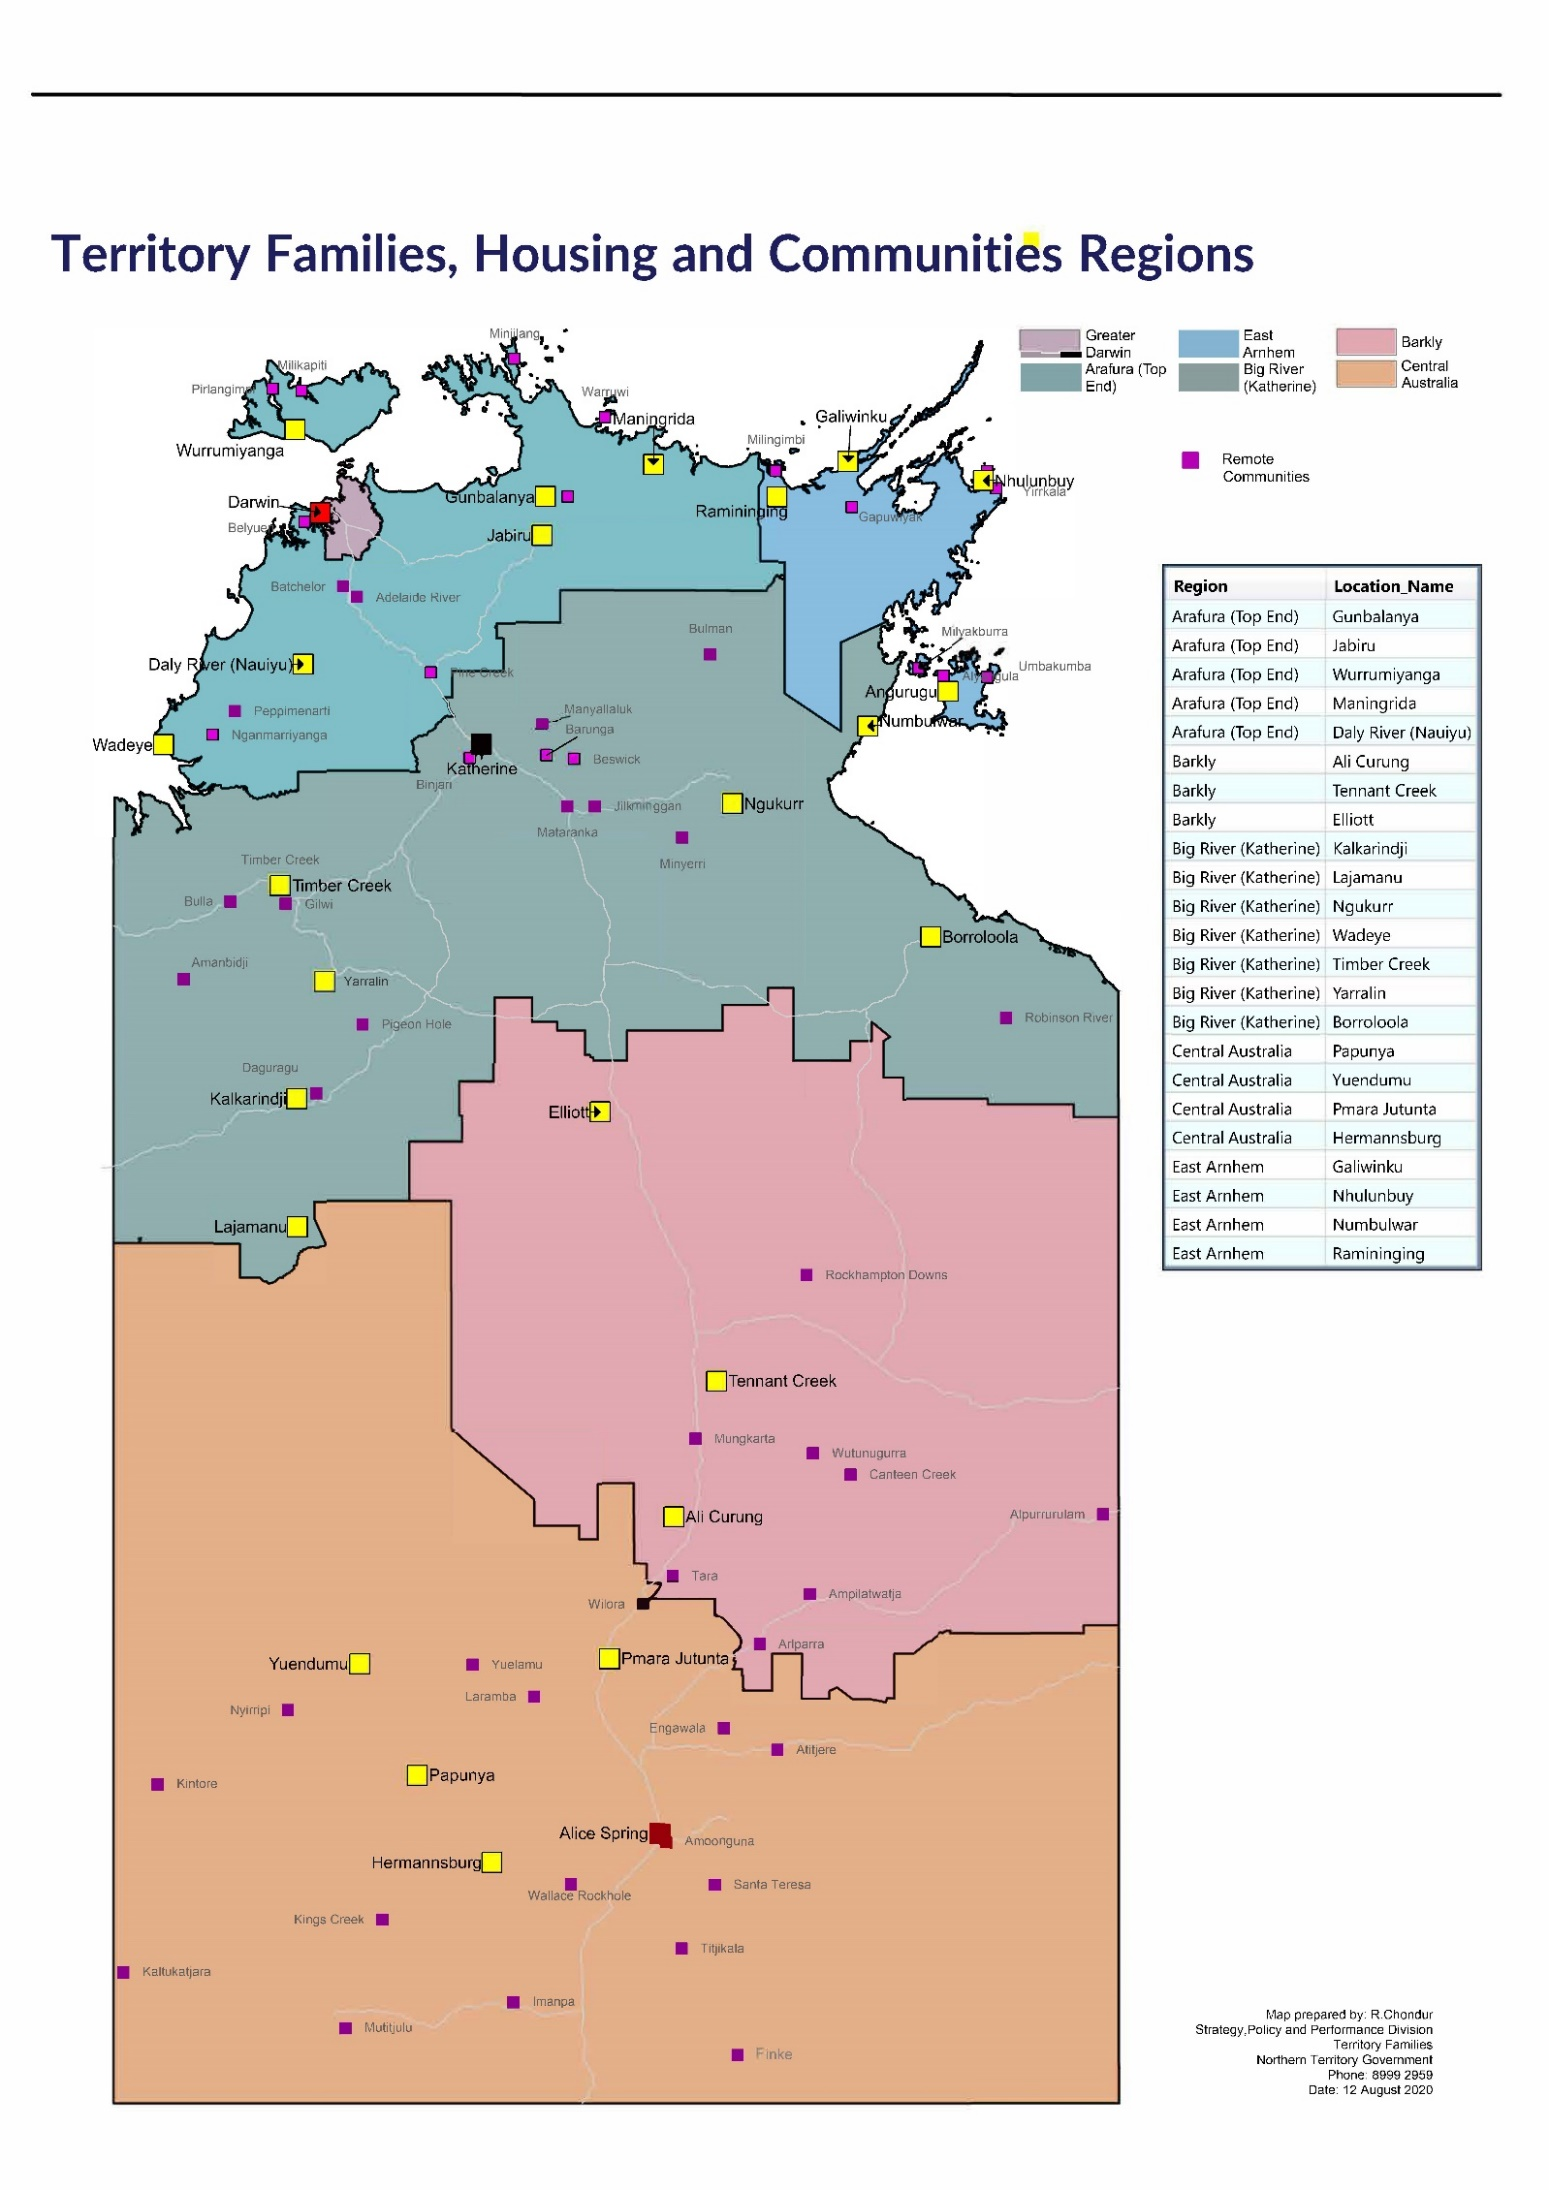 Territory Families, Housing and Communities Regions
Greater
Darwin
Arafura (Top
End)
East
Arnhem
Big River
(Katherine)
Barkly
Central
Australia
Remote
Communities
Minjilang
Milikapiti
Pirlangimp
Wurrumiyanga
Warruwi
Maningrida
Galiwinku
Milingimbi
Nhulunbuy
Yirrkala
Darwin
Belyuen
Gunbalanya
Ramininging
Gapuwiyak
Jabiru
Batchelor
Adelaide River
Bulman
Milyakburra
Umbakumba
Alyangula
Angurugu
Numbulwar
Daly River (Nauiyu)
Pine Creek
Peppimenarti
Nganmarriyanga
Wadeye
Manyallaluk
Barunga
Beswick
Katherine
Binjari
Jilkminggan
Mataranka
Ngukurr
Minyerri
Timber Creek
Timber Creek
Bulla
Gilwi
Borroloola
Amanbidji
Yarralin
Pigeon Hole
Robinson River
Daguragu
Kalkarindji
Elliott
Lajamanu
Rockhampton Downs
Tennant Creek
Mungkarta
Wutunugurra
Canteen Creek
Ali Curung
Alpurrurulam
Tara
Ampilatwatja
Wilora
Arlparra
Yuendumu
Yuelamu
Pmara Jutunta
Laramba
Nyirripi
Engawala
Atitjere
Papunya
Kintore
Alice Spring
Amoonguna
Hermannsburg
Wallace Rockhole
Santa Teresa
Kings Creek
Titjikala
Kaltukatjara
Imanpa
Mutitjulu
Finke
Region Location_Name
Arafura (Top End) Gunbalanya
Arafura (Top End) Jabiru
Arafura (Top End) Wurrumiyanga
Arafura (Top End) Maningrida
Arafura (Top End) Daly River (Nauiyu)
Barkly Ali Curung
Barkly Tennant Creek
Barkly Elliott
Big River (Katherine) Kalkarindji
Big River (Katherine) Lajamanu
Big River (Katherine) Ngukurr
Big River (Katherine) Wadeye
Big River (Katherine) Timber Creek
Big River (Katherine) Yarralin
Big River (Katherine) Borroloola
Central Australia Papunya
Central Australia Yuendumu
Central Australia Pmara Jutunta
Central Australia Hermannsburg
East Arnhem Galiwinku
East Arnhem Nhulunbuy
East Arnhem Numbulwar
East Arnhem Ramininging
Map prepared by: R.Chondur
Strategy,Policy and Performance Division
Territory Families
Northern Territory Government
Phone: 8999 2959
Date: 12 August 2020